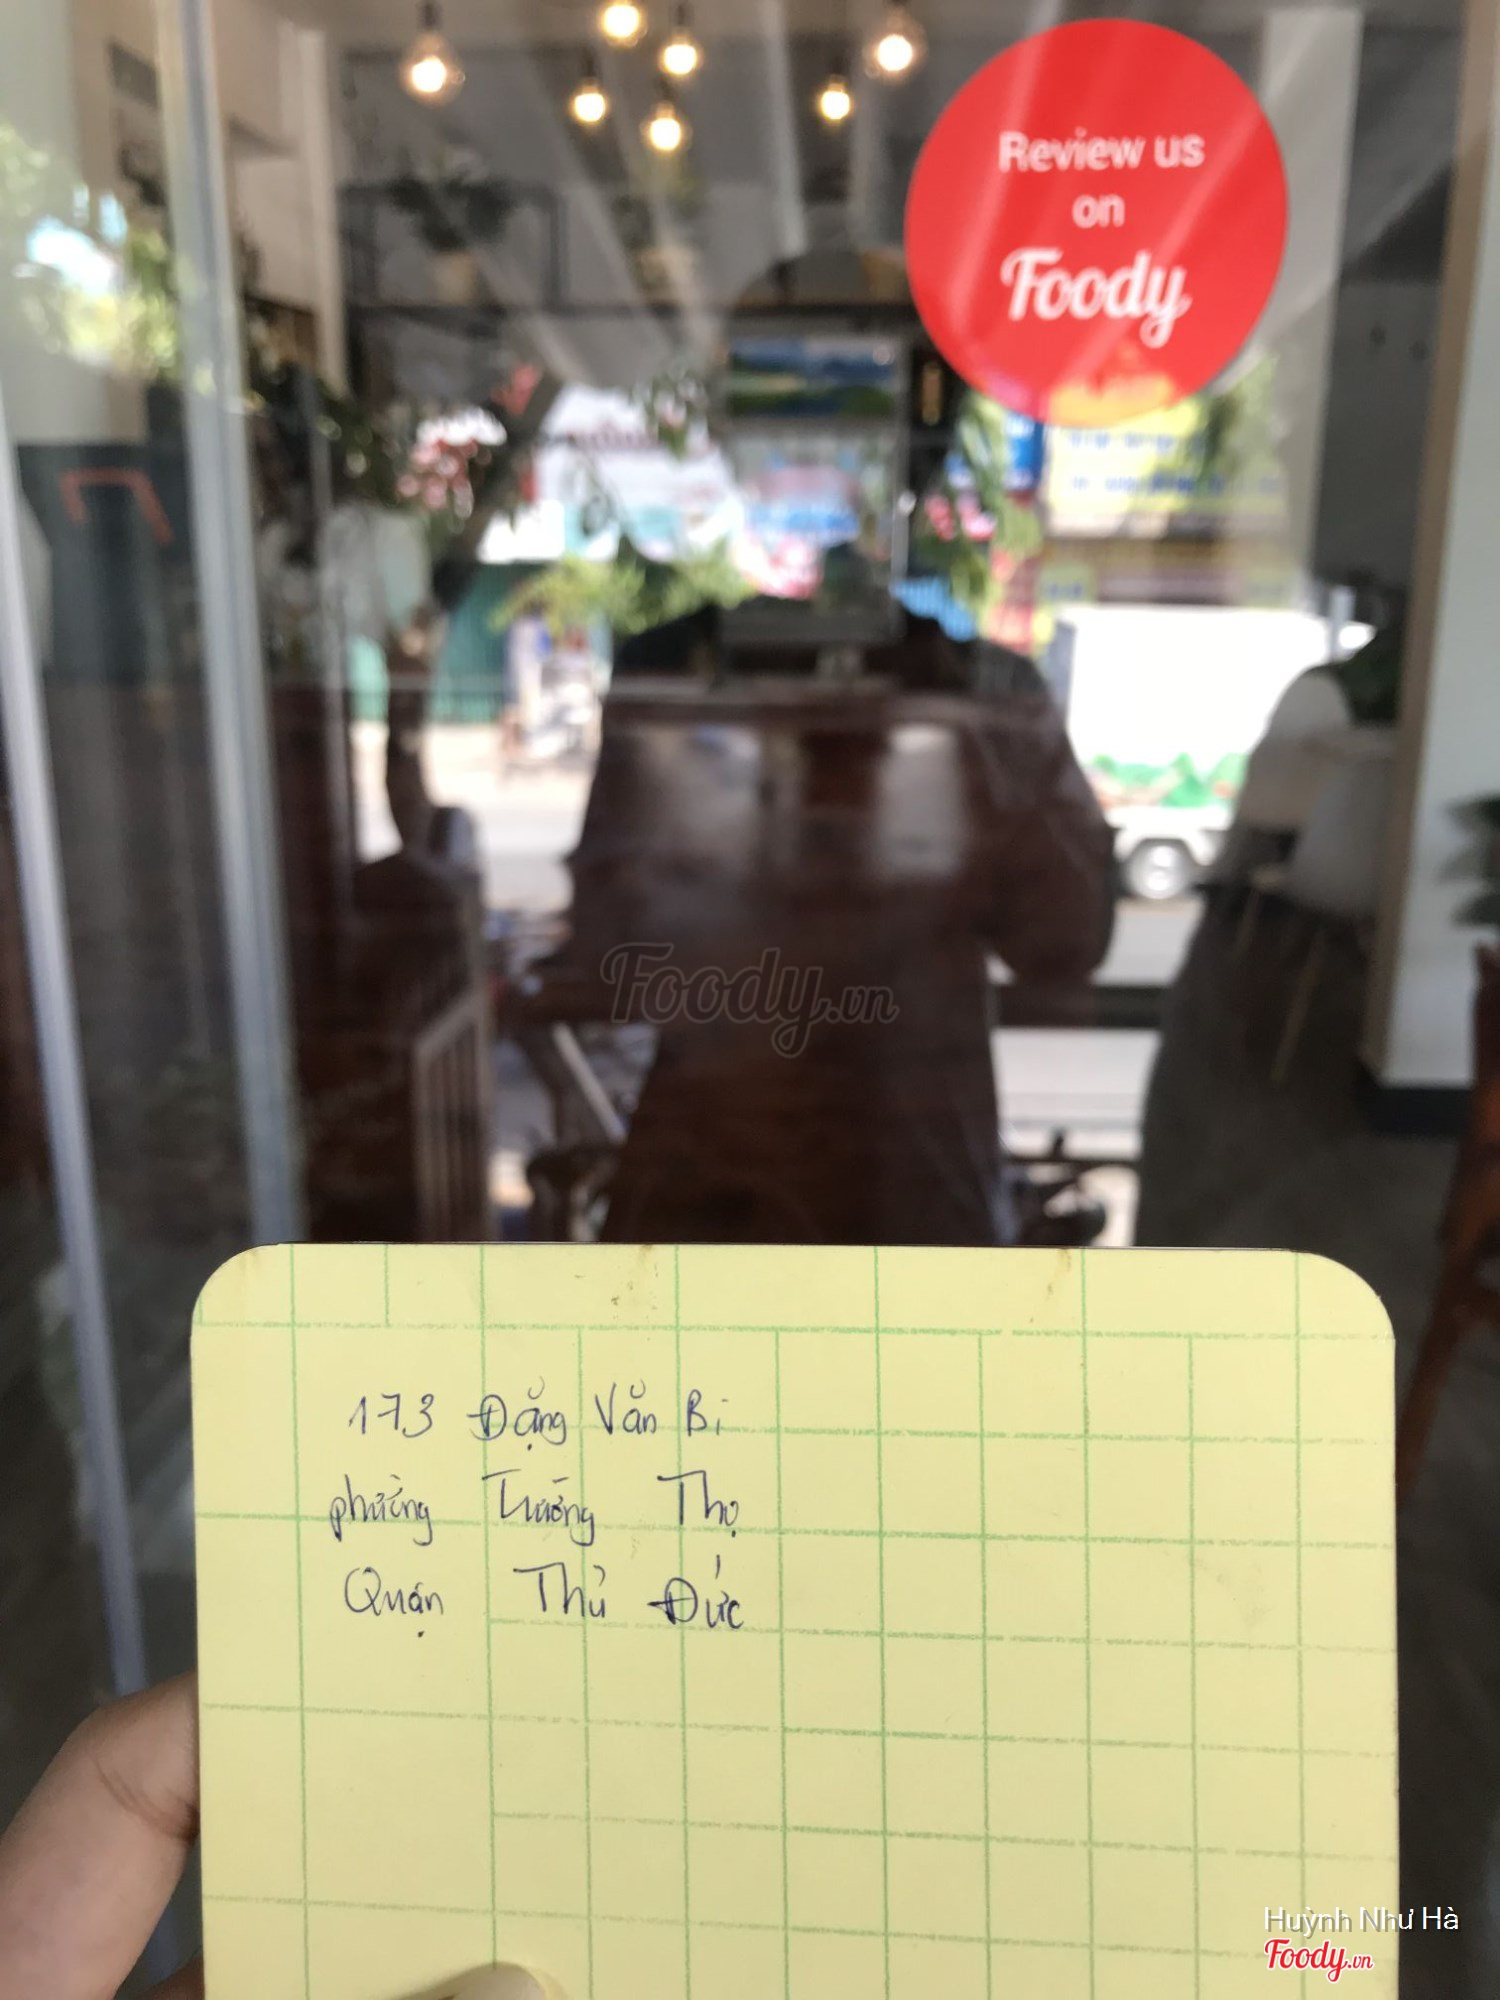 Review us
on
Foody
Foody.vn
173 Đặng Văn Bi
phường Trường Thọ
Quận Thủ Đức
Huỳnh Như Hà
Foody.vn